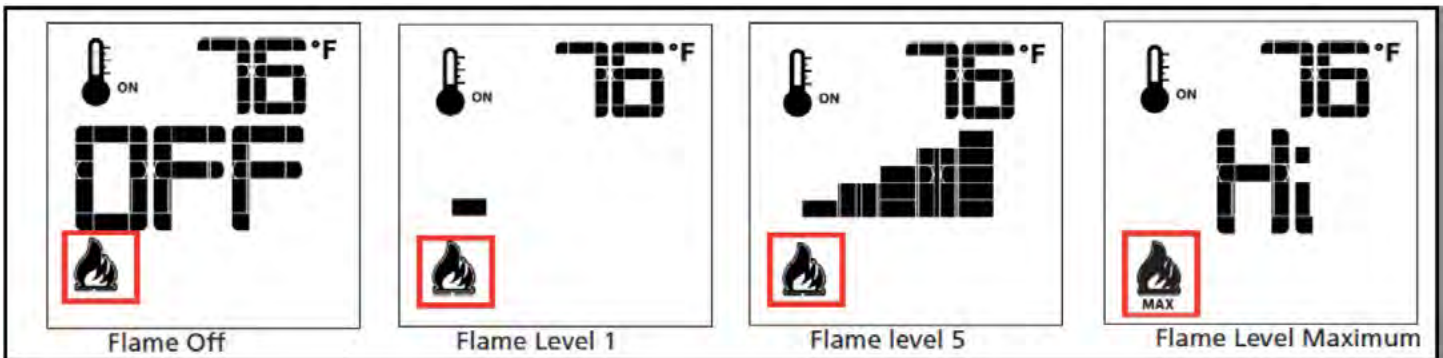 76 °F
ON
OFF
Flame Off
76 °F
ON
Flame Level 1
76 °F
ON
Flame level 5
76 °F
ON
Hi
MAX
Flame Level Maximum